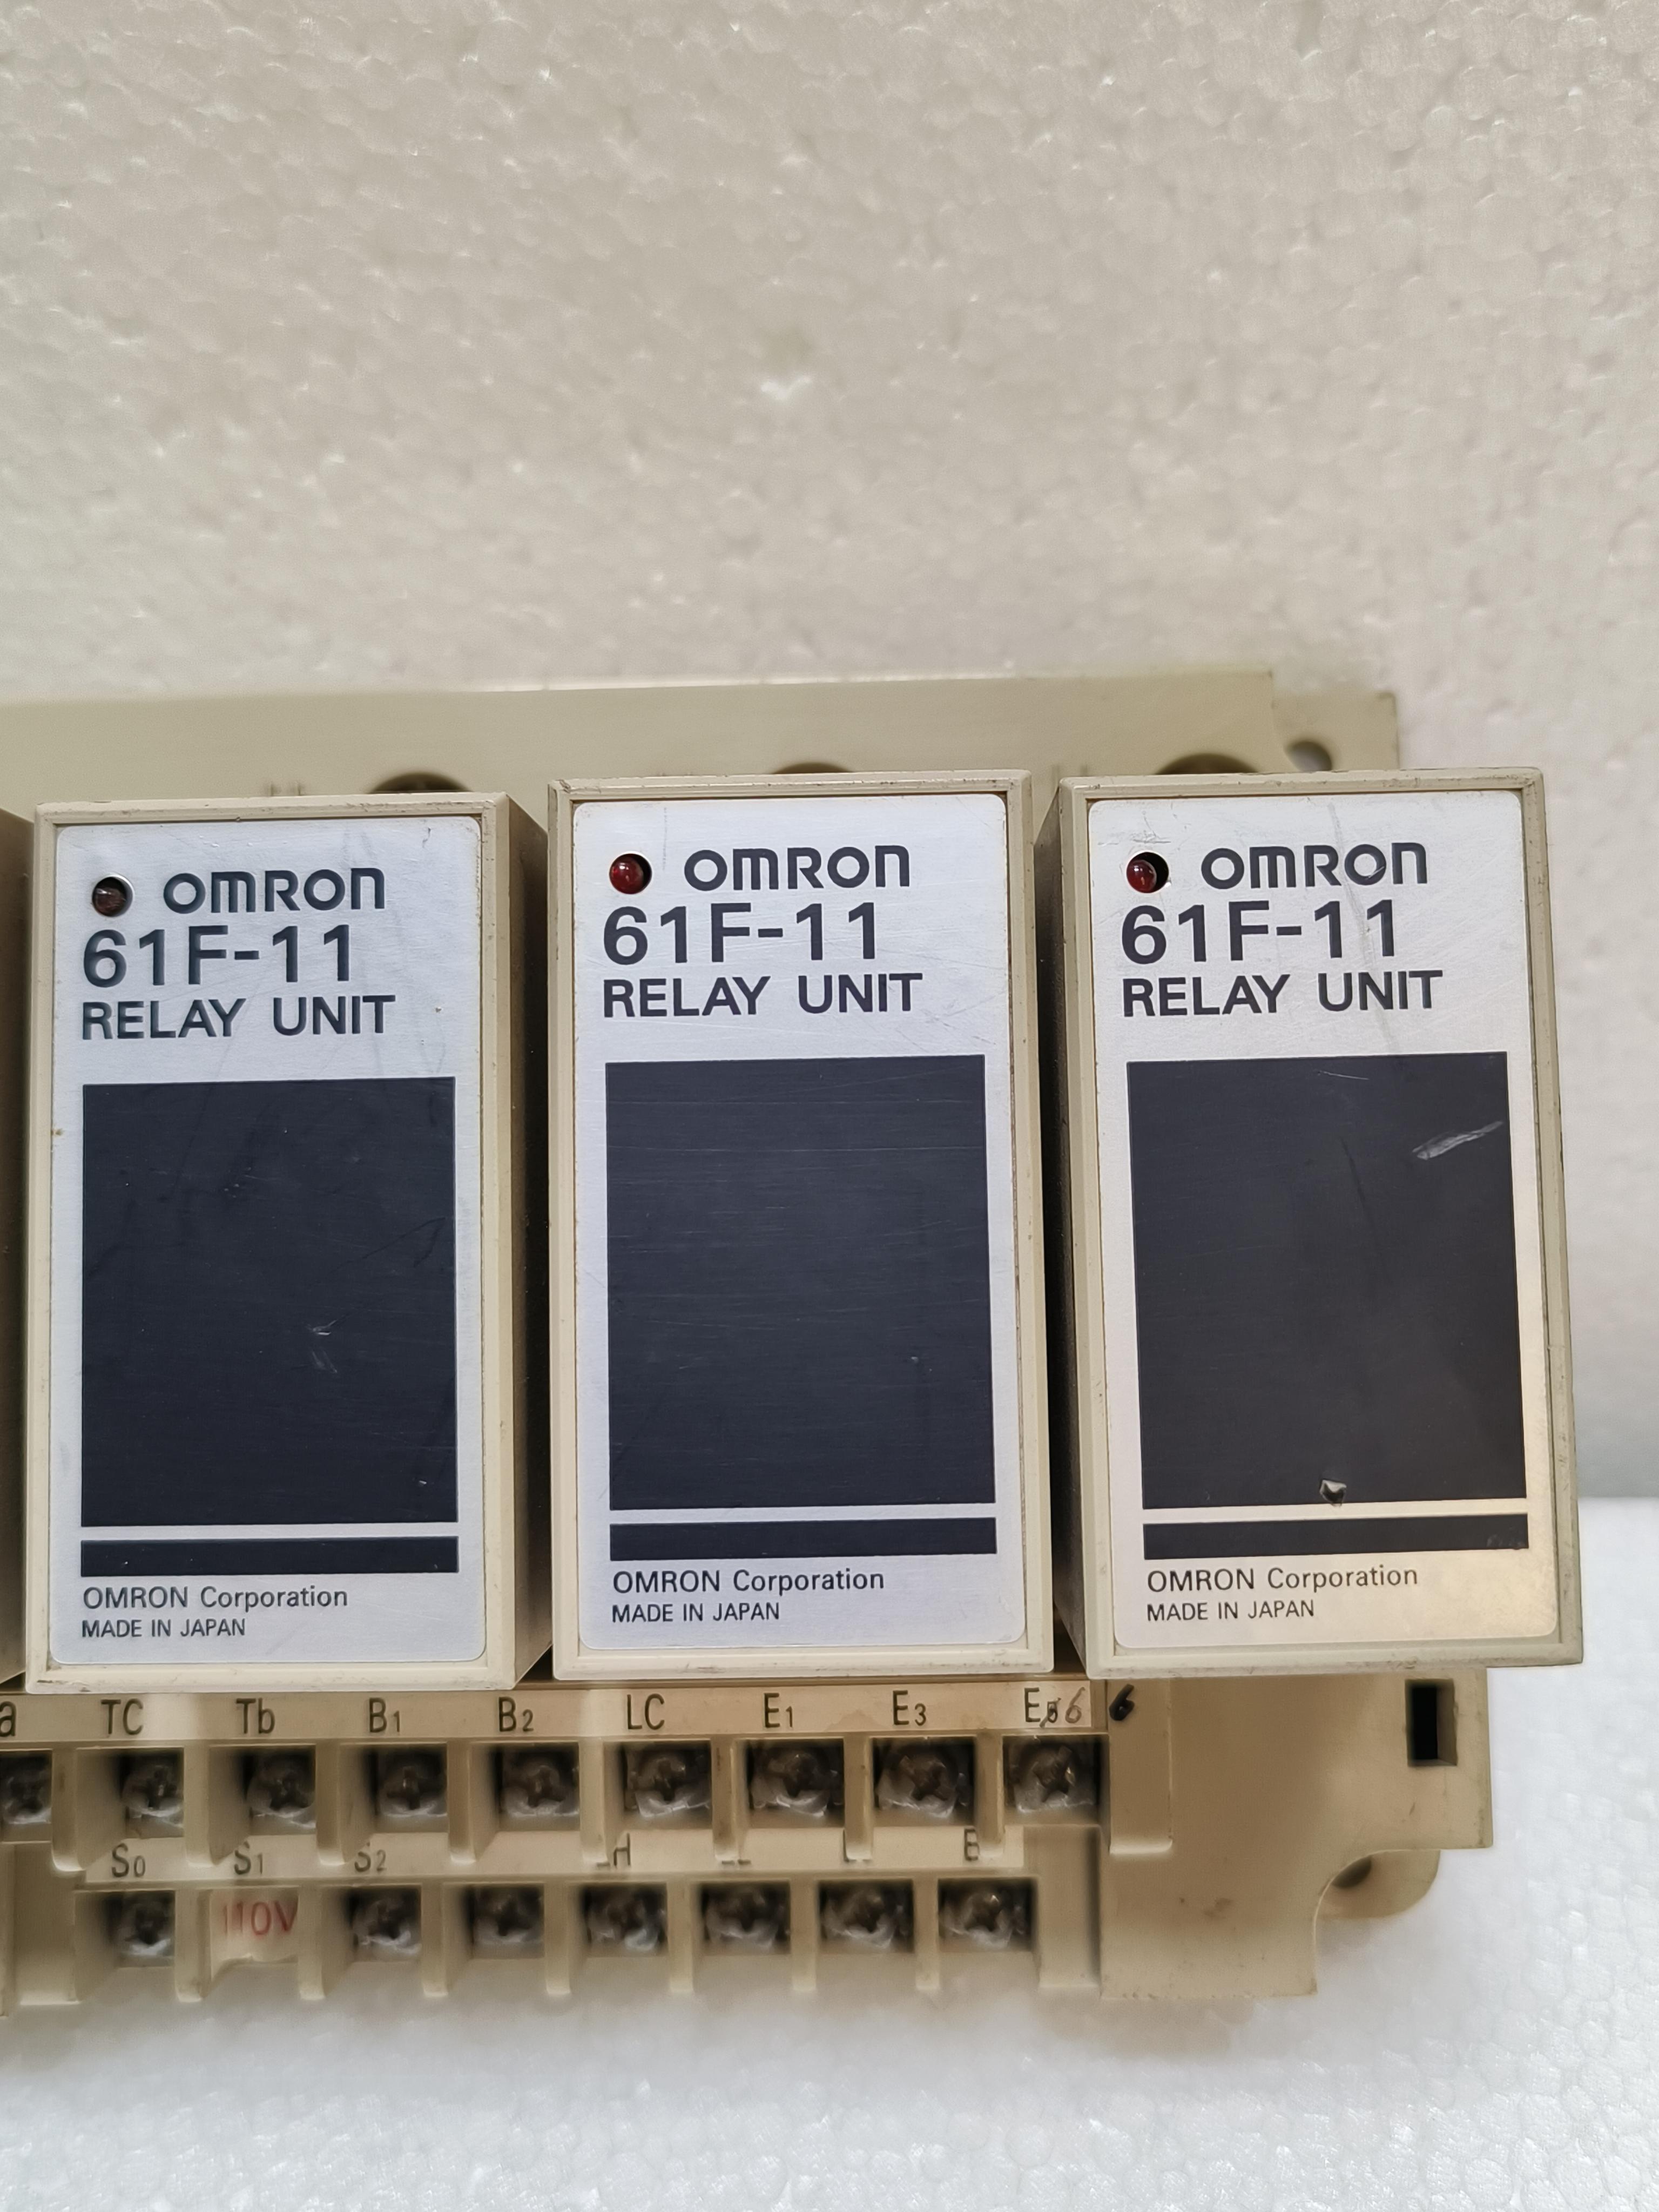 OMRON
61F-11
RELAY UNIT
OMRON Corporation
MADE IN JAPAN
OMRON
61F-11
RELAY UNIT
OMRON Corporation
MADE IN JAPAN
OMRON
61F-11
RELAY UNIT
OMRON Corporation
MADE IN JAPAN
a TC Tb B1 B2 LC E1 E3 6 6
S0 S1 S2
110V